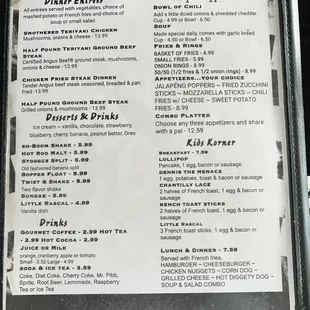 Dinner Entrees
All entrees served with vegetables, choice of
mashed potato or French fries and choice of
soup or small salad.
Smothered Teriyaki Chicken
Mushrooms, onions & cheese - 13.99
Half Pound Teriyaki Ground Beef
Steak
Certified Angus Beef® ground steak, mushrooms,
onions & cheese - 13.99
Chicken Fried Steak Dinner
Tender Angus beef steak seasoned, breaded & pan
fried - 13.99
Half Pound Ground Beef Steak
Grilled onions & mushrooms - 13.99
Desserts & Drinks
Ice cream ~ vanilla, chocolate, strawberry,
blueberry, cherry, banana, peanut butter, Oreo
Sh-Boom Shake - 5.99
Hot Rod Malt - 5.99
Stooges Split - 5.99
Old fashioned banana split
Bopper Float - 5.99
Twist & Shake - 5.99
Two flavor shake
Sundae - 5.99
Little Rascal - 4.99
Vanilla dish
Drinks
Gourmet Coffee - 2.99 Hot Tea
- 2.99 Hot Cocoa - 2.99
Juice or Milk
orange, cranberry, apple or tomato
Small - 3.50 Large - 4.99
Soda & Ice Tea - 3.59
Coke, Diet Coke, Cherry Coke, Mr. Pibb,
Sprite, Root Beer, Lemonade, Raspberry
Tea or Ice Tea
Bowl of Chili
Add a little diced onions & shredded cheddar.
Cup - 4.99 or Bowl - 6.50
Soup
Made special daily, comes with garlic bread.
Cup - 4.99 or Bowl - 6.50
Fries & Rings
BASKET OF FRIES - 4.99
SMALL FRIES - 3.99
ONION RINGS - 8.99
50/50 (1/2 fries & 1/2 onion rings) - 8.99
Appetizers...Your Choice
JALAPEÑO POPPERS ~ FRIED ZUCCHINI
STICKS ~ MOZZARELLA STICKS ~ CHILI
FRIES w/ CHEESE ~ SWEET POTATO
FRIES - 8.99
Combo Platter
Choose any three appetizers and share
with a pal - 12.59
Kids Korner
Breakfast - 7.59
Lollipop
Pancake, 1 egg, bacon or sausage
Dennis the Menace
1 egg, potatoes, toast & bacon or sausage
Chantilly Lace
2 halves of French toast, 1 egg & bacon or
sausage
Bench Toast Sticks
2 halves of French toast, 1 egg & bacon or
sausage
Little Rascal
3 French toast sticks, 1 egg & bacon or
sausage
Lunch & Dinner - 7.59
Served with French fries.
HAMBURGER ~ CHEESEBURGER ~
CHICKEN NUGGETS ~ CORN DOG ~
GRILLED CHEESE ~ HOT DIGGETY DOG ~
SOUP & SALAD COMBO